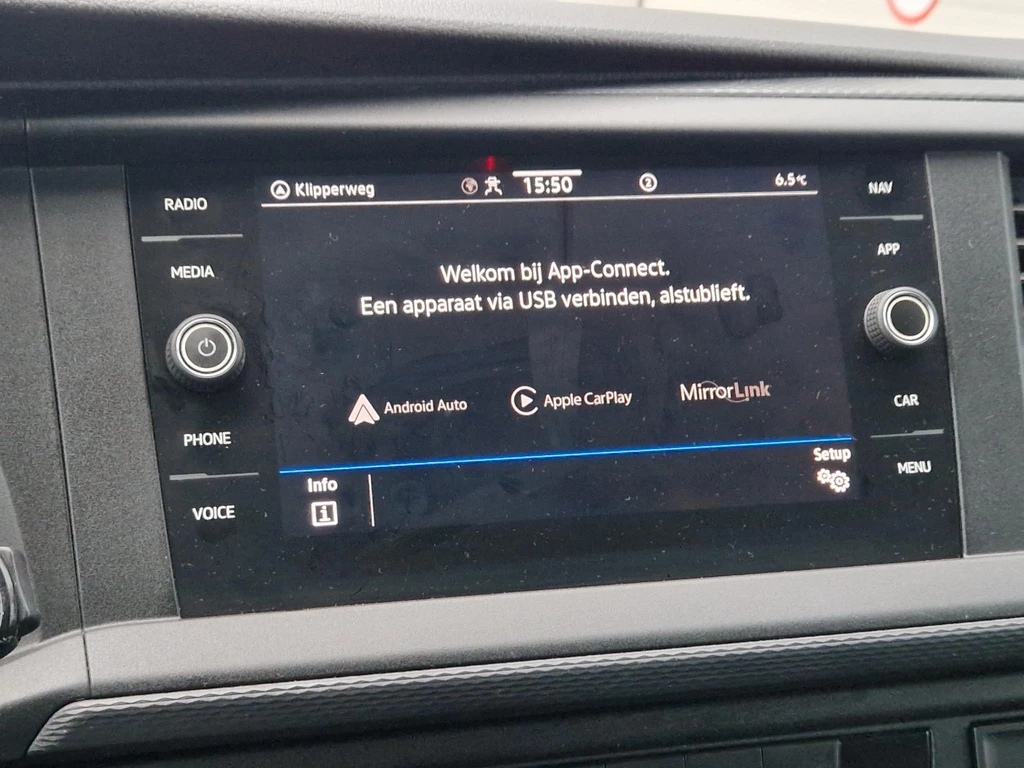 RADIO
MEDIA
PHONE
VOICE
Klipperweg
15:50
2
6.5°C
Welkom bij App-Connect.
Een apparaat via USB verbinden, alstublieft.
Android Auto
Apple CarPlay
MirrorLink
Info
i
Setup
NAV
APP
CAR
MENU